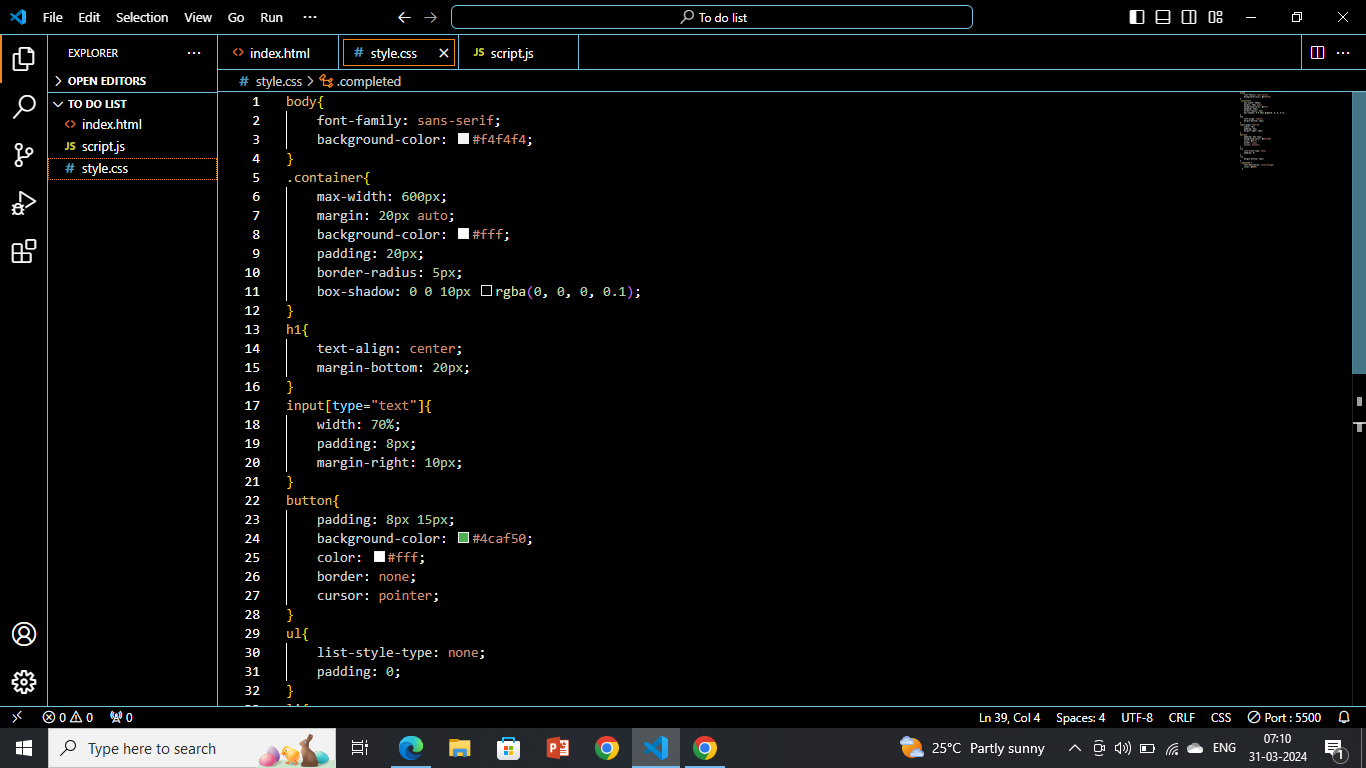 File Edit Selection View Go Run ··· To do list
EXPLORER ···
OPEN EDITORS
TO DO LIST
<> index.html
JS script.js
# style.css
<> index.html # style.css JS script.js
# style.css > .completed
1 body{
2 font-family: sans-serif;
3 background-color: #f4f4f4;
4 }
5 .container{
6 max-width: 600px;
7 margin: 20px auto;
8 background-color: #fff;
9 padding: 20px;
10 border-radius: 5px;
11 box-shadow: 0 0 10px rgba(0, 0, 0, 0.1);
12 }
13 h1{
14 text-align: center;
15 margin-bottom: 20px;
16 }
17 input[type="text"]{
18 width: 70%;
19 padding: 8px;
20 margin-right: 10px;
21 }
22 button{
23 padding: 8px 15px;
24 background-color: #4caf50;
25 color: #fff;
26 border: none;
27 cursor: pointer;
28 }
29 ul{
30 list-style-type: none;
31 padding: 0;
32 }
0 0 0 Ln 39, Col 4 Spaces: 4 UTF-8 CRLF CSS Port : 5500
Type here to search 25°C Partly sunny ENG 07:10
31-03-2024 1